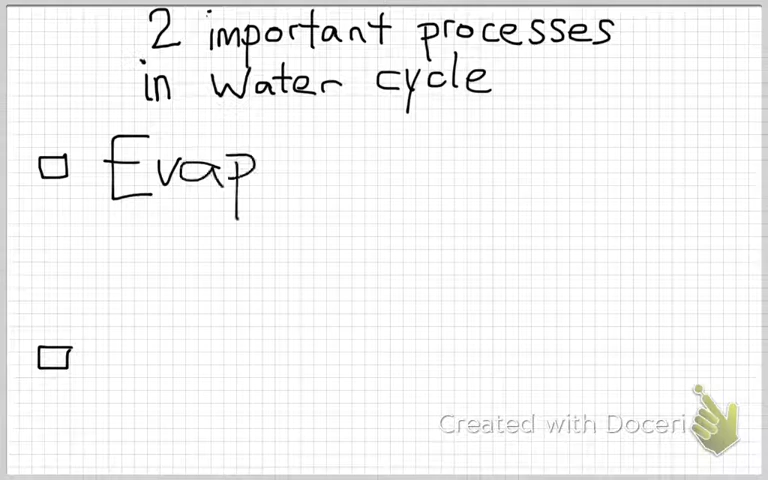 2 important processes
in water cycle
Evap
Created with Doceri